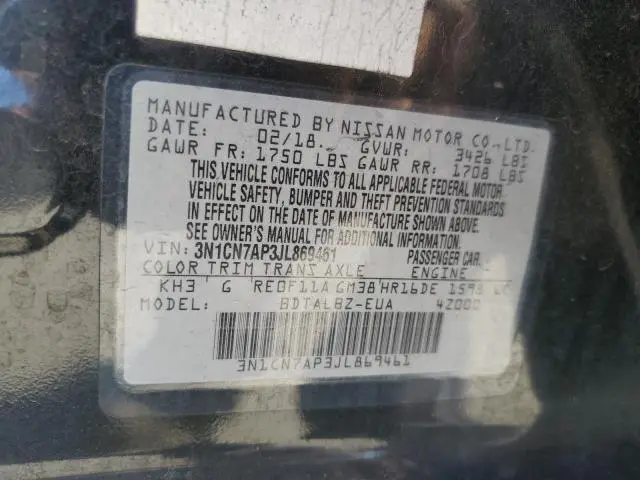 MANUFACTURED BY NISSAN MOTOR CO.,LTD.
DATE: 02/18 GVWR: 3426 LBS
GAWR FR: 1750 LBS GAWR RR: 1708 LBS
THIS VEHICLE CONFORMS TO ALL APPLICABLE FEDERAL MOTOR
VEHICLE SAFETY, BUMPER AND THEFT PREVENTION STANDARDS
IN EFFECT ON THE DATE OF MANUFACTURE SHOWN ABOVE.
SEE OWNER'S MANUAL FOR ADDITIONAL INFORMATION.
VIN: 3N1CN7AP3JL869461 PASSENGER CAR.
COLOR TRIM TRANS AXLE ENGINE
KH3 G RE0F11A GM38 HR16DE 1598 CC
MODEL: BDTALBZ-EUA 42000
3N1CN7AP3JL869461